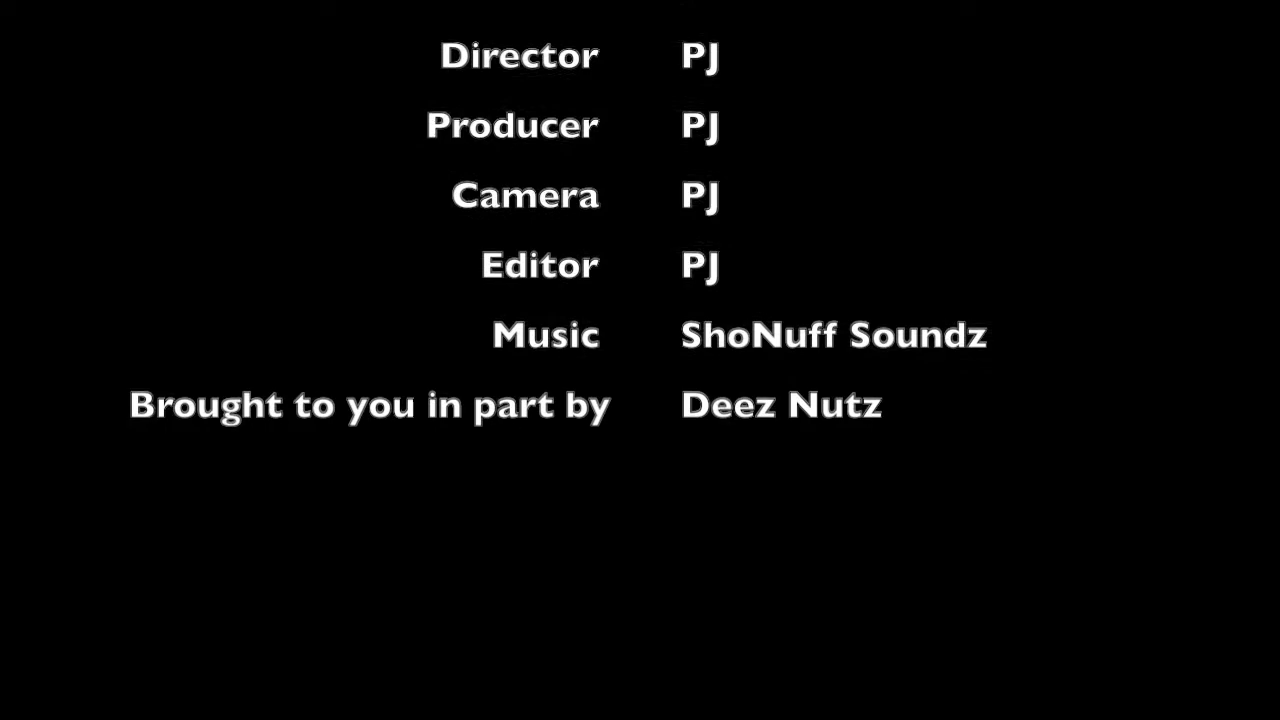 Director PJ
Producer PJ
Camera PJ
Editor PJ
Music ShoNuff Soundz
Brought to you in part by Deez Nutz